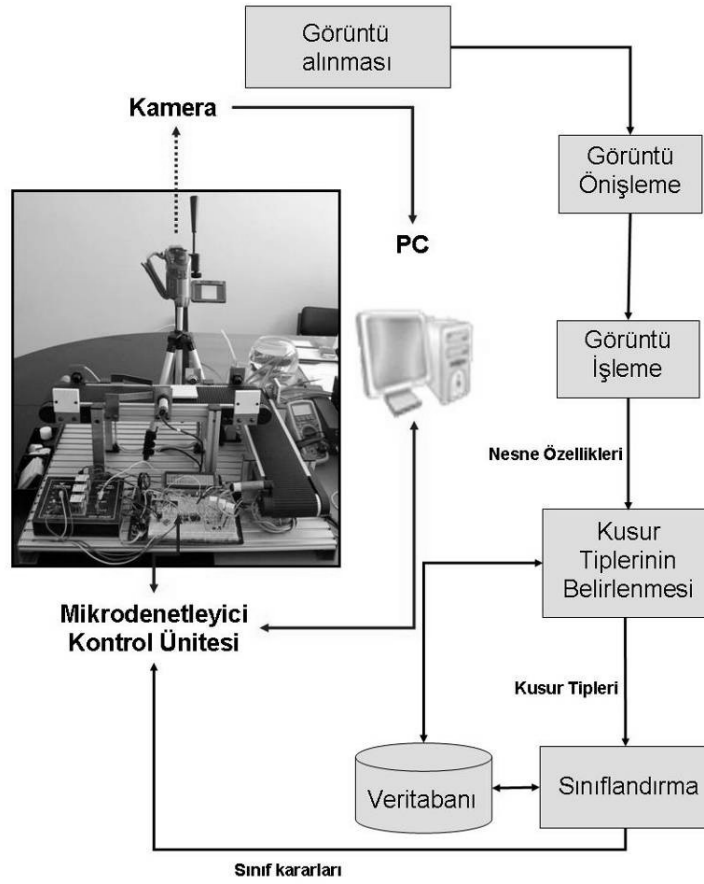 Görüntü
alınması
Kamera
Görüntü
Önişleme
PC
Görüntü
İşleme
Nesne Özellikleri
Kusur
Tiplerinin
Belirlenmesi
Mikrodenetleyici
Kontrol Ünitesi
Kusur Tipleri
Veritabanı
Sınıflandırma
Sınıf kararları